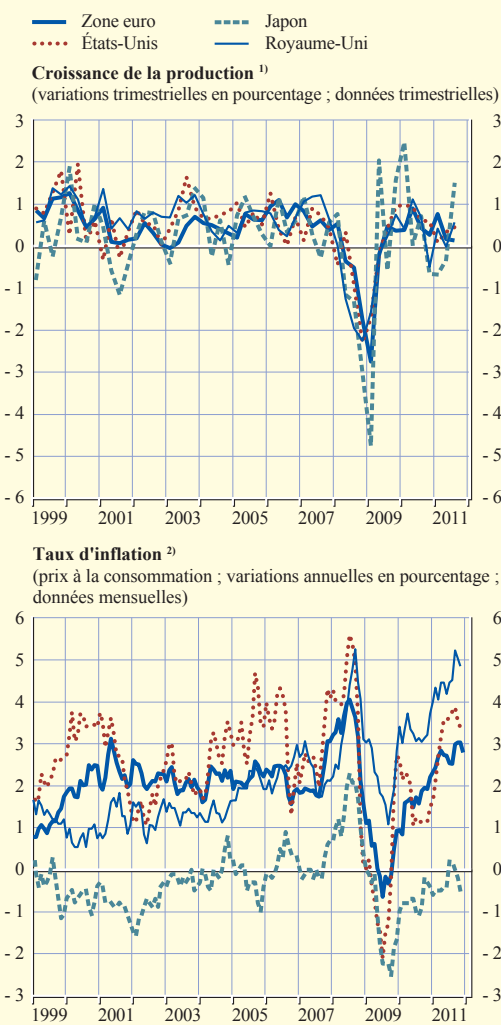 Zone euro Japon
États-Unis Royaume-Uni
Croissance de la production 1)
(variations trimestrielles en pourcentage ; données trimestrielles)
3 3
2 2
1 1
0 0
- 1 - 1
- 2 - 2
- 3 - 3
- 4 - 4
- 5 - 5
- 6 - 6
1999 2001 2003 2005 2007 2009 2011
Taux d'inflation 2)
(prix à la consommation ; variations annuelles en pourcentage ;
données mensuelles)
6 6
5 5
4 4
3 3
2 2
1 1
0 0
- 1 - 1
- 2 - 2
- 3 - 3
1999 2001 2003 2005 2007 2009 2011